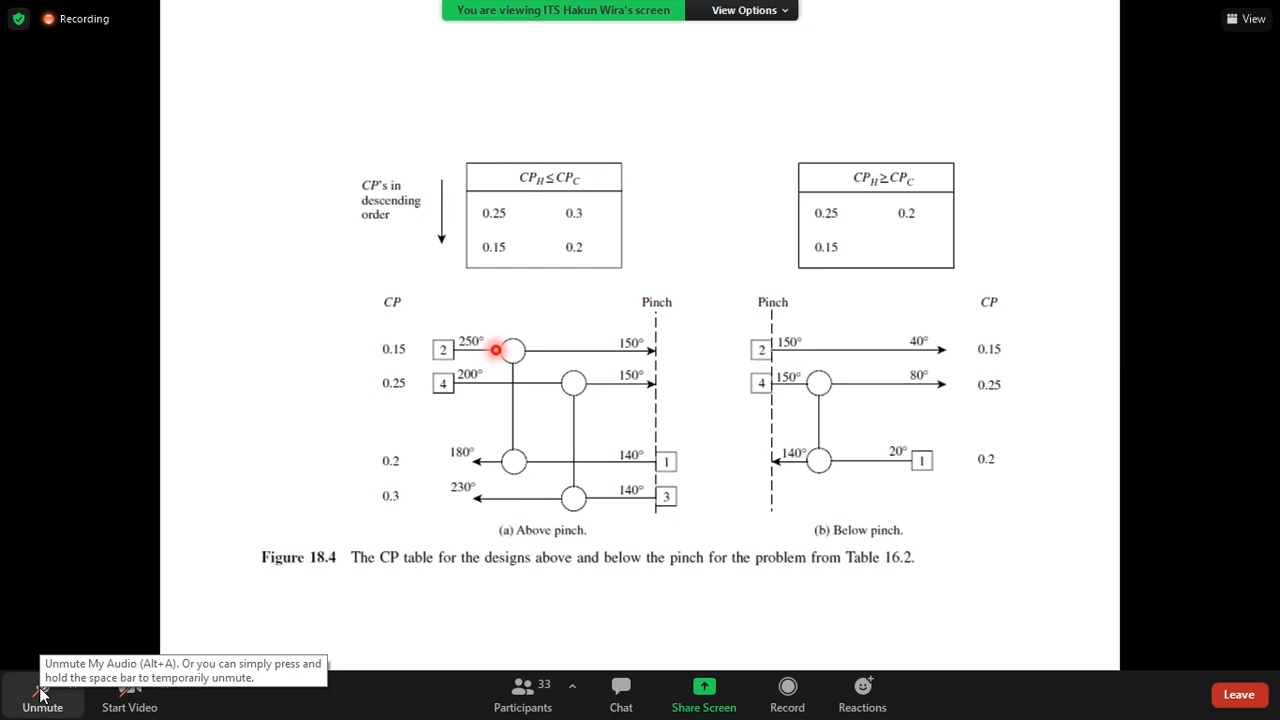 Recording
You are viewing ITS Hakun Wira's screen
View Options
View
CP's in
descending
order
CP_H ≤ CP_C
0.25 0.3
0.15 0.2
CP_H ≥ CP_C
0.25 0.2
0.15
CP
Pinch
Pinch
CP
0.15 2 250° 150°
0.25 4 200° 150°
0.2 180° 140° 1
0.3 230° 140° 3
(a) Above pinch.
2 150° 40° 0.15
4 150° 80° 0.25
140° 20° 1 0.2
(b) Below pinch.
Figure 18.4 The CP table for the designs above and below the pinch for the problem from Table 16.2.
Unmute My Audio (Alt+A). Or you can simply press and
hold the space bar to temporarily unmute.
Unmute
Start Video
33
Participants
Chat
Share Screen
Record
Reactions
Leave